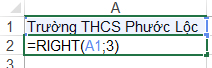 A
1 Trường THCS Phước Lộc
2 =RIGHT(A1;3)